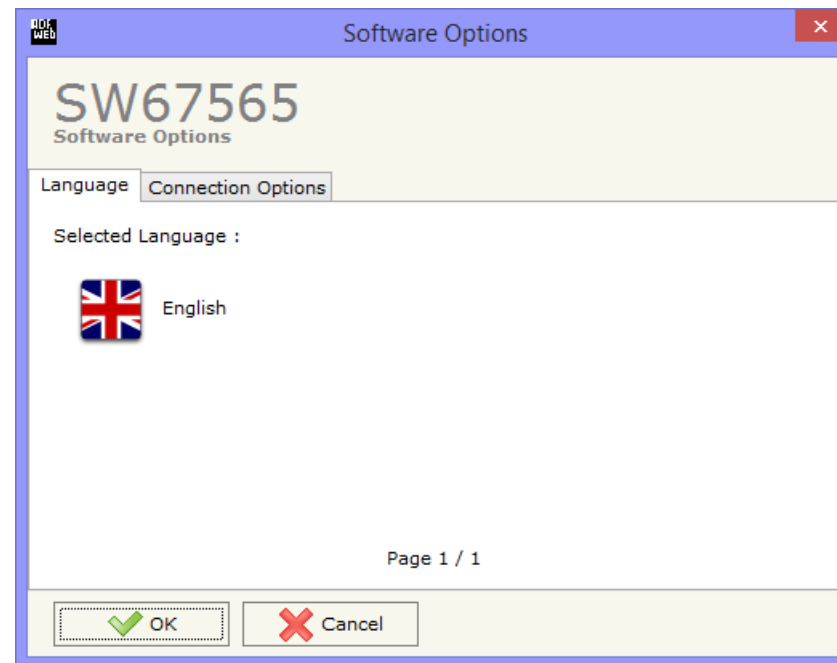 ADF
WEB
Software Options
SW67565
Software Options
Language
Connection Options
Selected Language :
English
Page 1 / 1
OK
Cancel